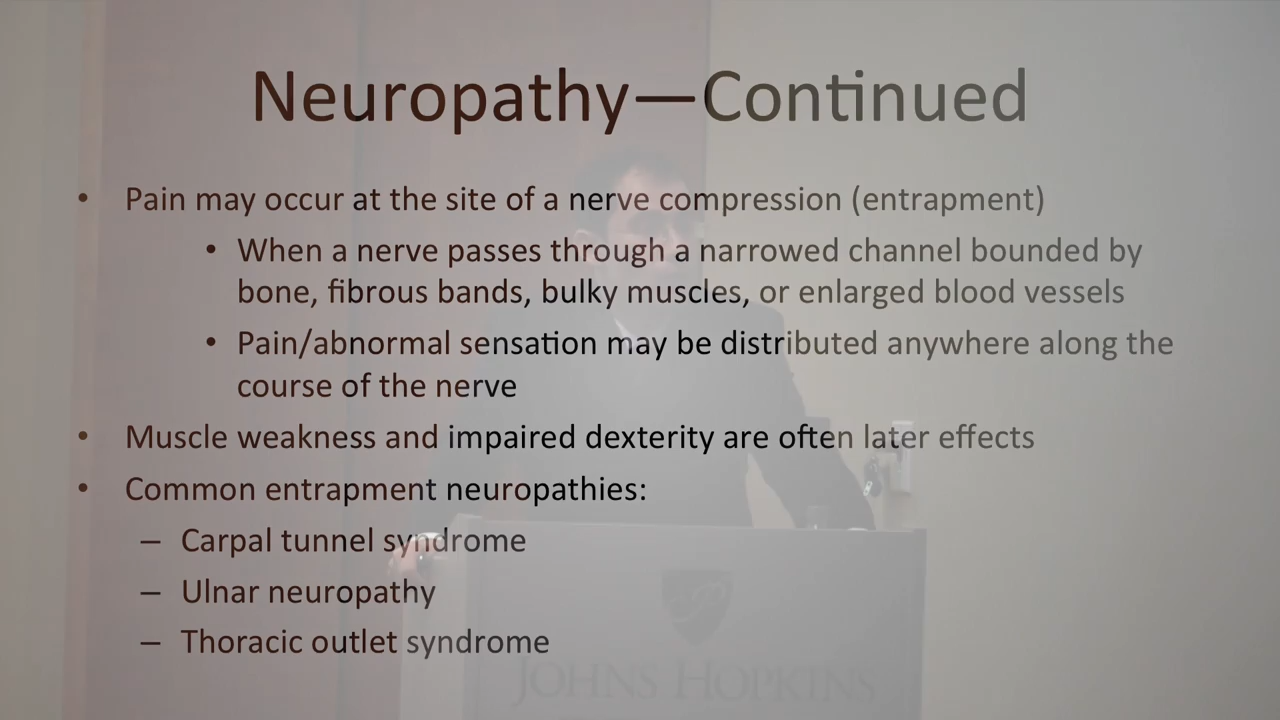 Neuropathy—Continued
• Pain may occur at the site of a nerve compression (entrapment)
• When a nerve passes through a narrowed channel bounded by
bone, fibrous bands, bulky muscles, or enlarged blood vessels
• Pain/abnormal sensation may be distributed anywhere along the
course of the nerve
• Muscle weakness and impaired dexterity are often later effects
• Common entrapment neuropathies:
– Carpal tunnel syndrome
– Ulnar neuropathy
– Thoracic outlet syndrome
JOHNS HOPKINS